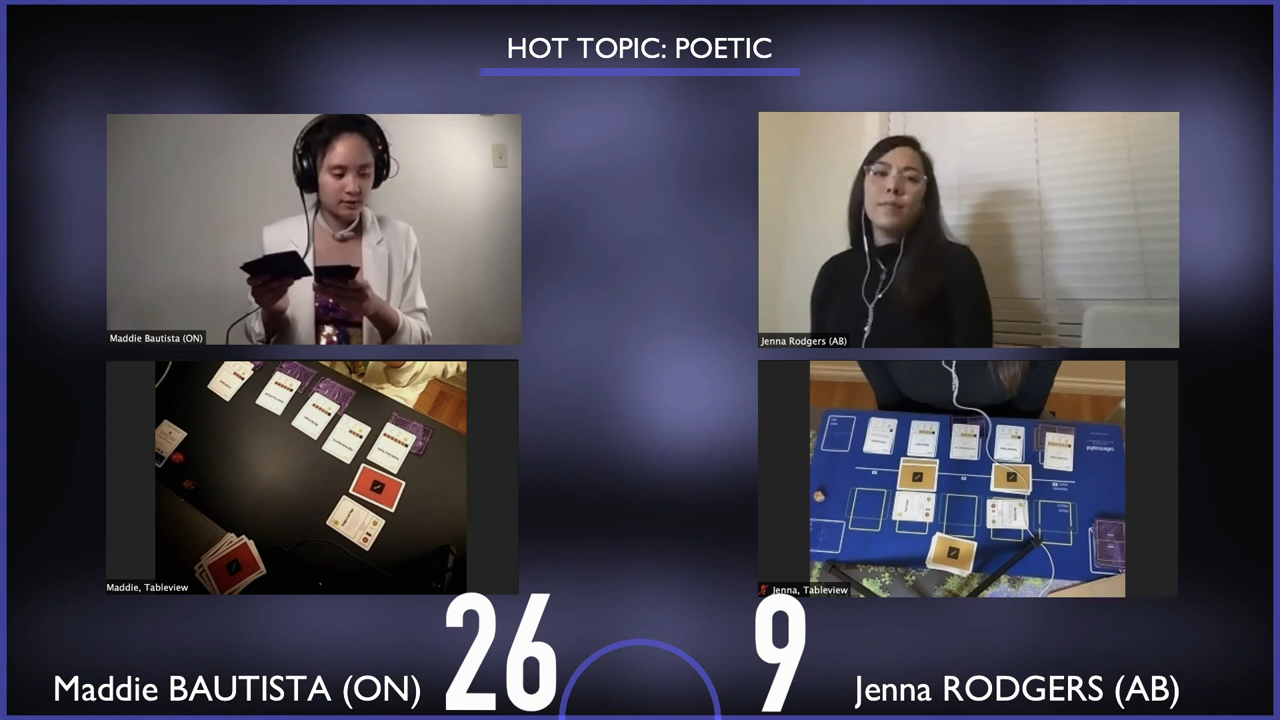 HOT TOPIC: POETIC
Maddie Bautista (ON)
Jenna Rodgers (AB)
Maddie, Tableview
Jenna, Tableview
26
9
Maddie BAUTISTA (ON)
Jenna RODGERS (AB)